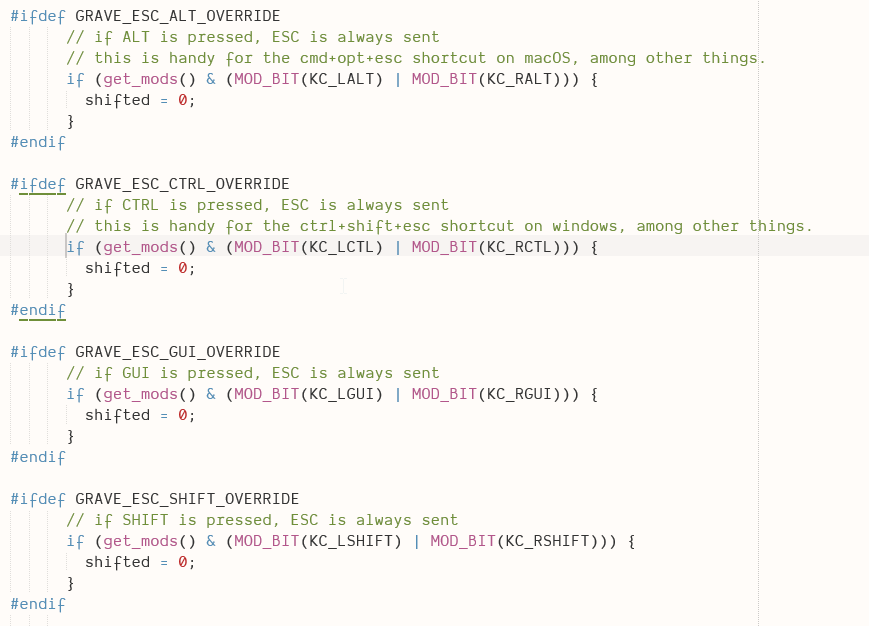 #ifdef GRAVE_ESC_ALT_OVERRIDE
// if ALT is pressed, ESC is always sent
// this is handy for the cmd+opt+esc shortcut on macOS, among other things.
if (get_mods() & (MOD_BIT(KC_LALT) | MOD_BIT(KC_RALT))) {
shifted = 0;
}
#endif
#ifdef GRAVE_ESC_CTRL_OVERRIDE
// if CTRL is pressed, ESC is always sent
// this is handy for the ctrl+shift+esc shortcut on windows, among other things.
if (get_mods() & (MOD_BIT(KC_LCTL) | MOD_BIT(KC_RCTL))) {
shifted = 0;
}
#endif
#ifdef GRAVE_ESC_GUI_OVERRIDE
// if GUI is pressed, ESC is always sent
if (get_mods() & (MOD_BIT(KC_LGUI) | MOD_BIT(KC_RGUI))) {
shifted = 0;
}
#endif
#ifdef GRAVE_ESC_SHIFT_OVERRIDE
// if SHIFT is pressed, ESC is always sent
if (get_mods() & (MOD_BIT(KC_LSHIFT) | MOD_BIT(KC_RSHIFT))) {
shifted = 0;
}
#endif